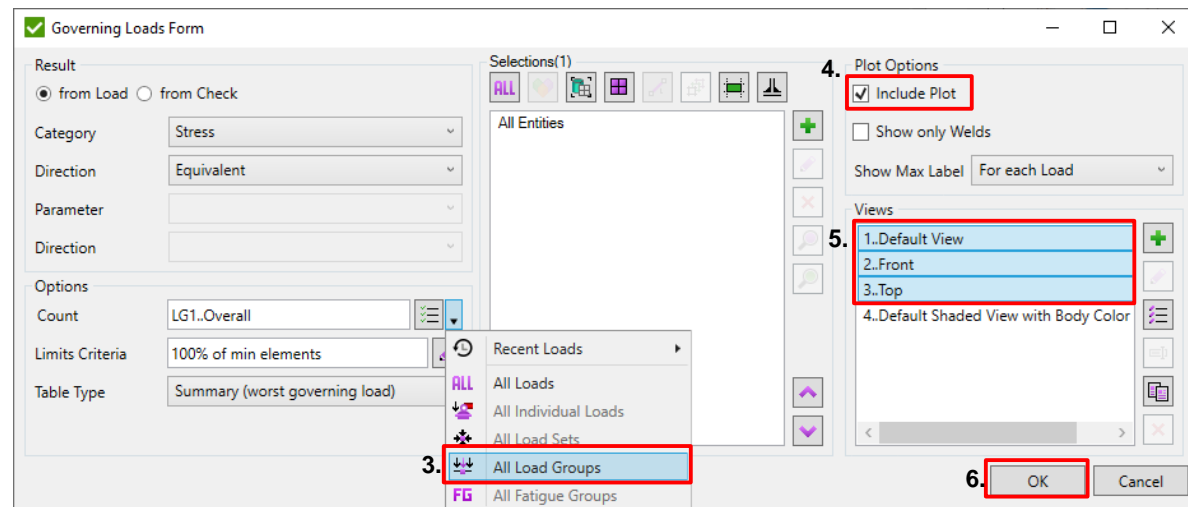 Governing Loads Form
Result
from Load
from Check
Category
Stress
Direction
Equivalent
Parameter
Direction
Options
Count
LG1..Overall
Limits Criteria
100% of min elements
Table Type
Summary (worst governing load)
Selections(1)
ALL
All Entities
Recent Loads
ALL All Loads
All Individual Loads
All Load Sets
3. All Load Groups
FG All Fatigue Groups
4. Plot Options
Include Plot
Show only Welds
Show Max Label For each Load
Views
5. 1..Default View
2..Front
3..Top
4..Default Shaded View with Body Color
6. OK
Cancel